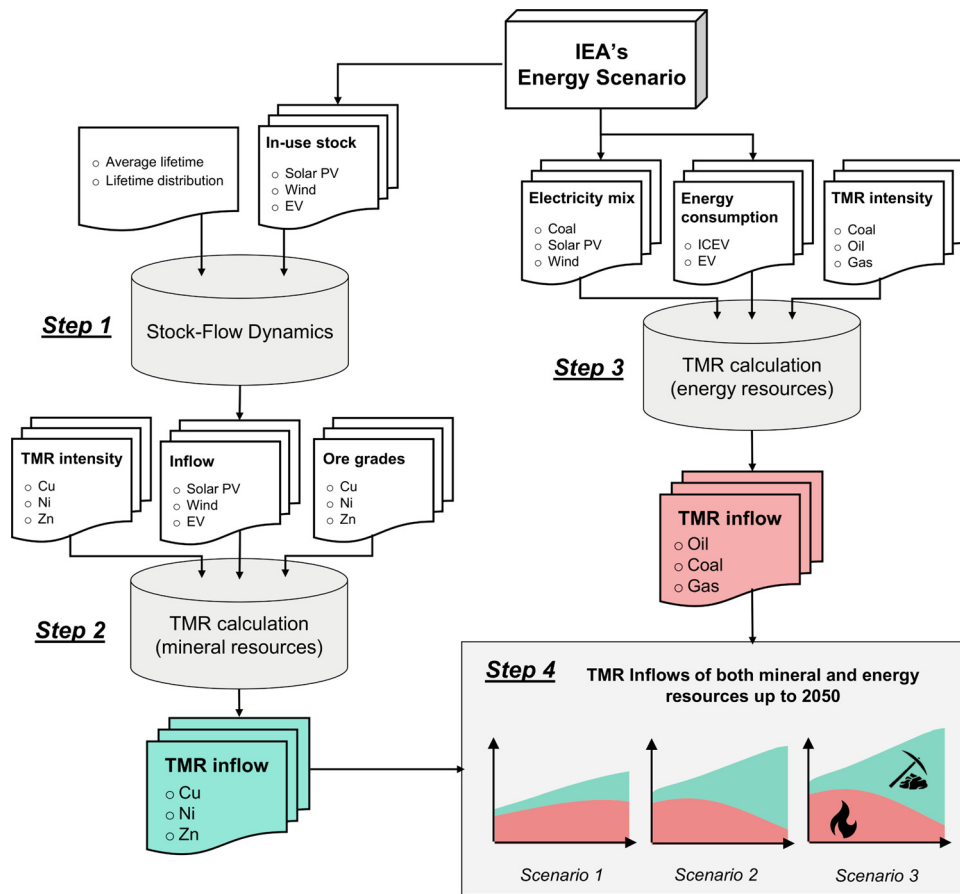 IEA's
Energy Scenario
○ Average lifetime
○ Lifetime distribution
In-use stock
○ Solar PV
○ Wind
○ EV
Electricity mix
○ Coal
○ Solar PV
○ Wind
Energy
consumption
○ ICEV
○ EV
TMR intensity
○ Coal
○ Oil
○ Gas
Step 1
Stock-Flow Dynamics
Step 3
TMR calculation
(energy resources)
TMR intensity
○ Cu
○ Ni
○ Zn
Inflow
○ Solar PV
○ Wind
○ EV
Ore grades
○ Cu
○ Ni
○ Zn
TMR inflow
○ Oil
○ Coal
○ Gas
Step 2
TMR calculation
(mineral resources)
TMR inflow
○ Cu
○ Ni
○ Zn
Step 4
TMR Inflows of both mineral and energy
resources up to 2050
Scenario 1
Scenario 2
Scenario 3